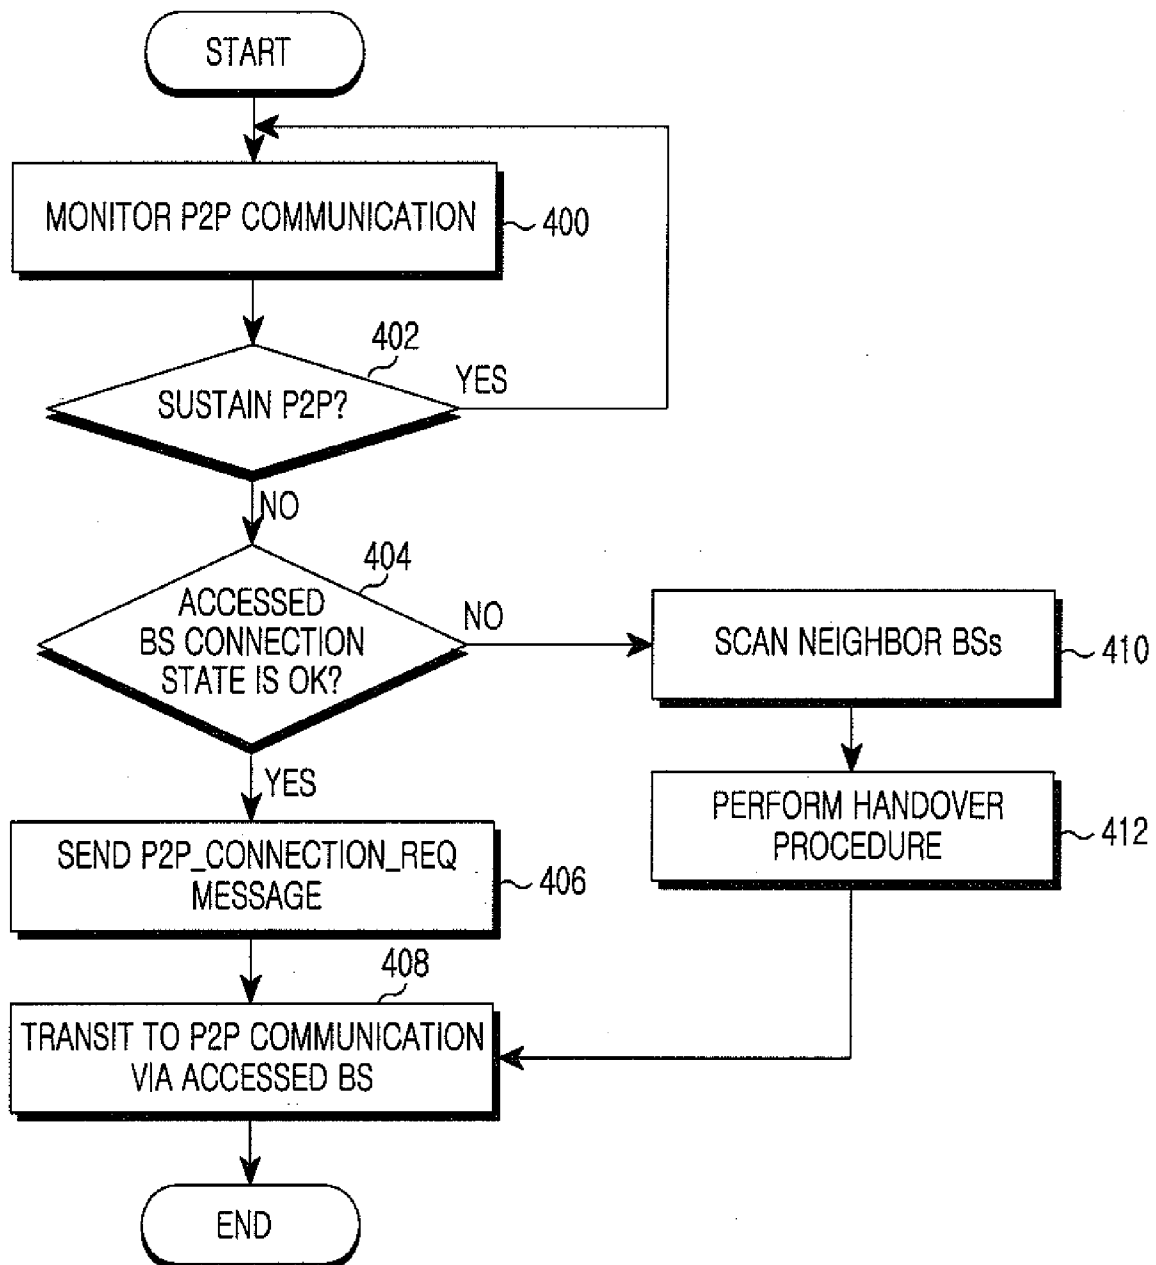 START
MONITOR P2P COMMUNICATION
400
402
SUSTAIN P2P?
YES
NO
404
ACCESSED
BS CONNECTION
STATE IS OK?
NO
SCAN NEIGHBOR BSs
410
YES
PERFORM HANDOVER
PROCEDURE
412
SEND P2P_CONNECTION_REQ
MESSAGE
406
408
TRANSIT TO P2P COMMUNICATION
VIA ACCESSED BS
END